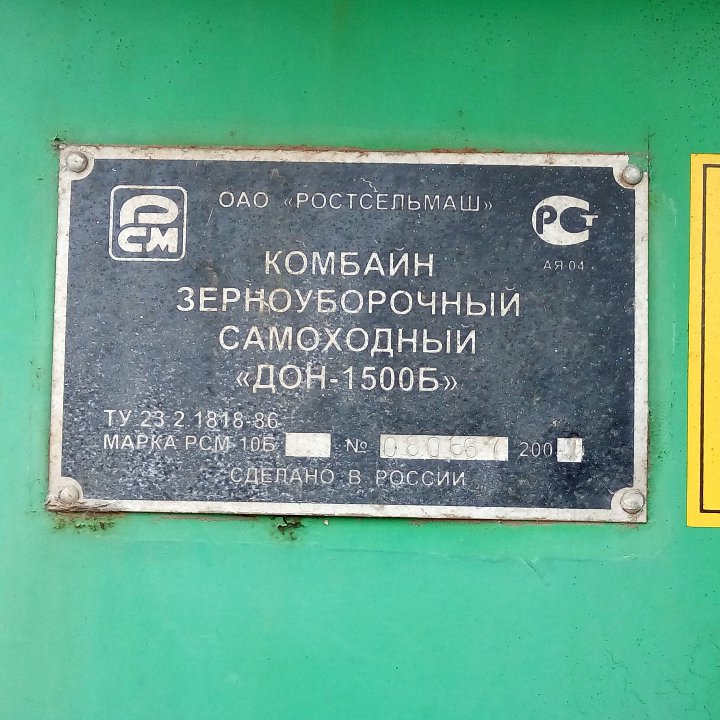 РСМ
ОАО «РОСТСЕЛЬМАШ»
РСТ
АЯ 04
КОМБАЙН
ЗЕРНОУБОРОЧНЫЙ
САМОХОДНЫЙ
«ДОН-1500Б»
ТУ 23.2.1818-86
МАРКА РСМ 10Б № 080667 200
СДЕЛАНО В РОССИИ